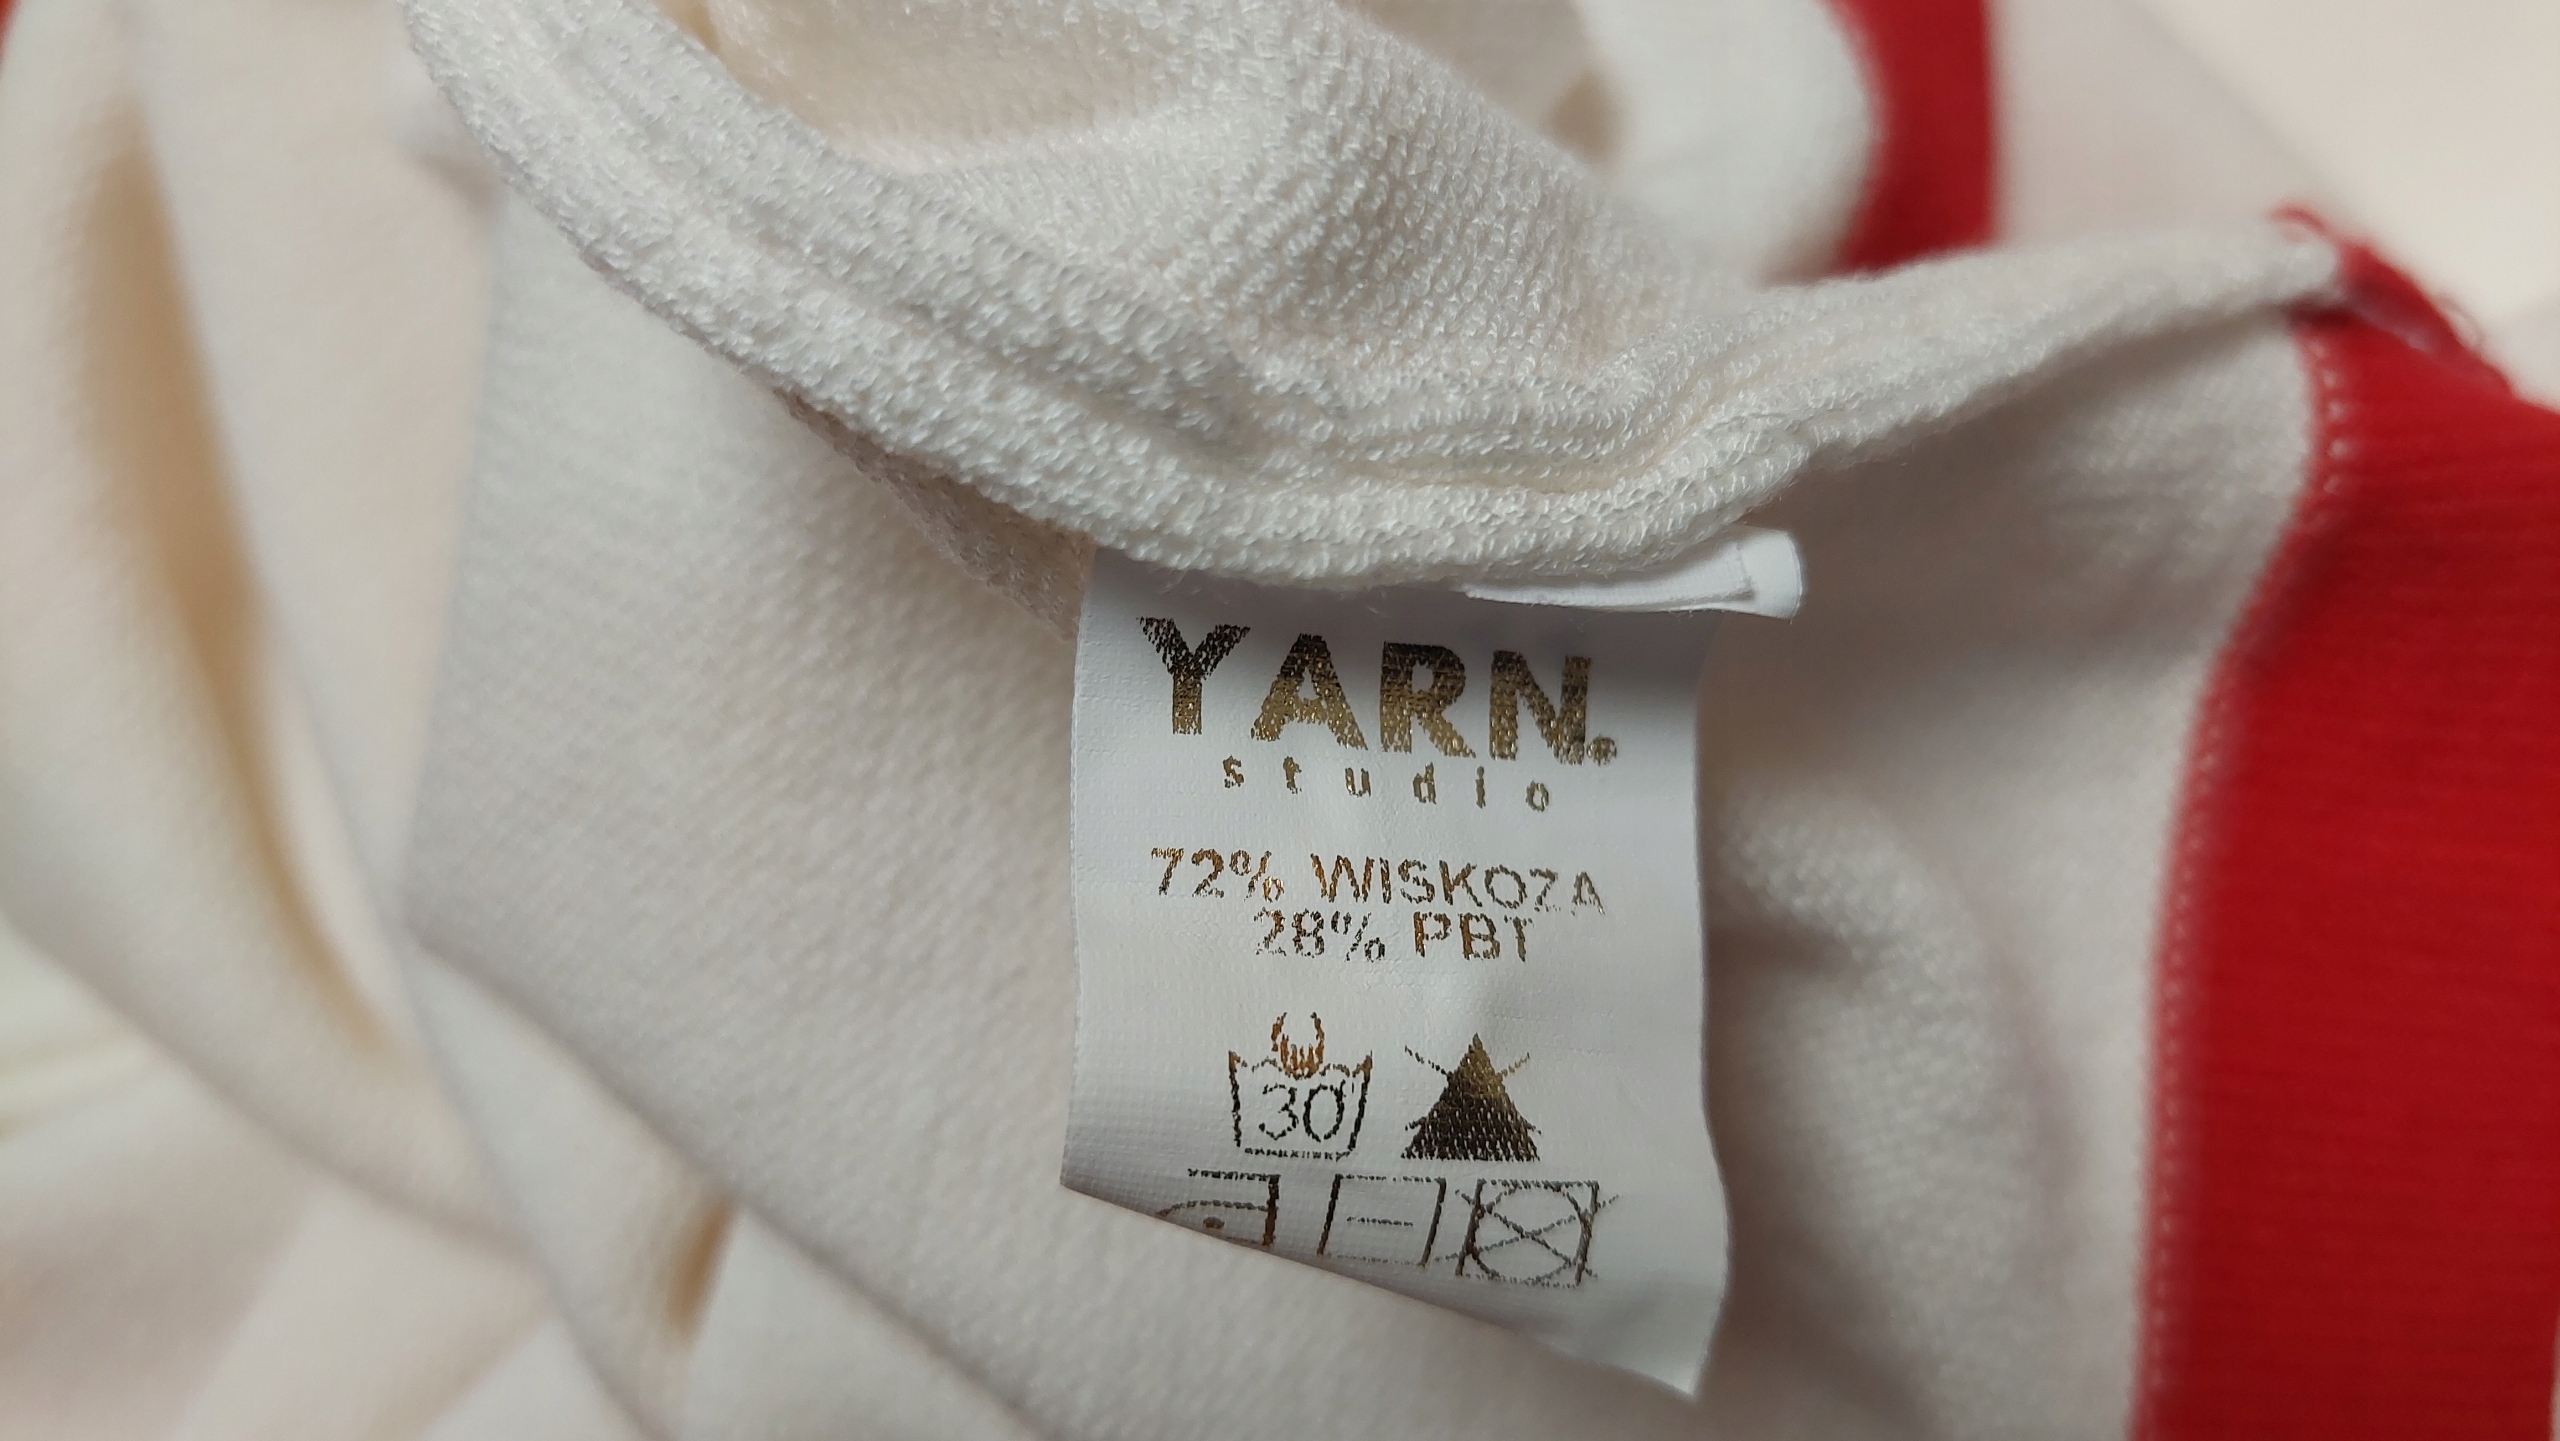 YARN.
studio
72% WISKOZA
28% PBT
30